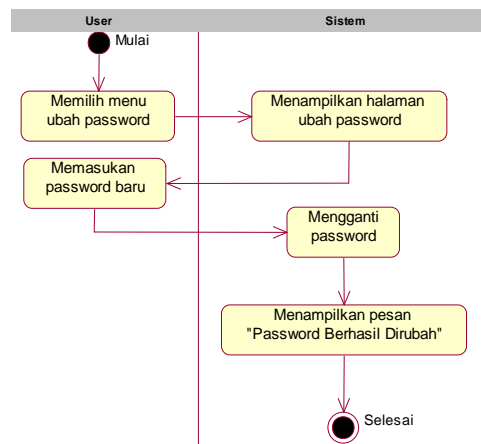 User
Sistem
Mulai
Memilih menu
ubah password
Menampilkan halaman
ubah password
Memasukan
password baru
Mengganti
password
Menampilkan pesan
"Password Berhasil Dirubah"
Selesai